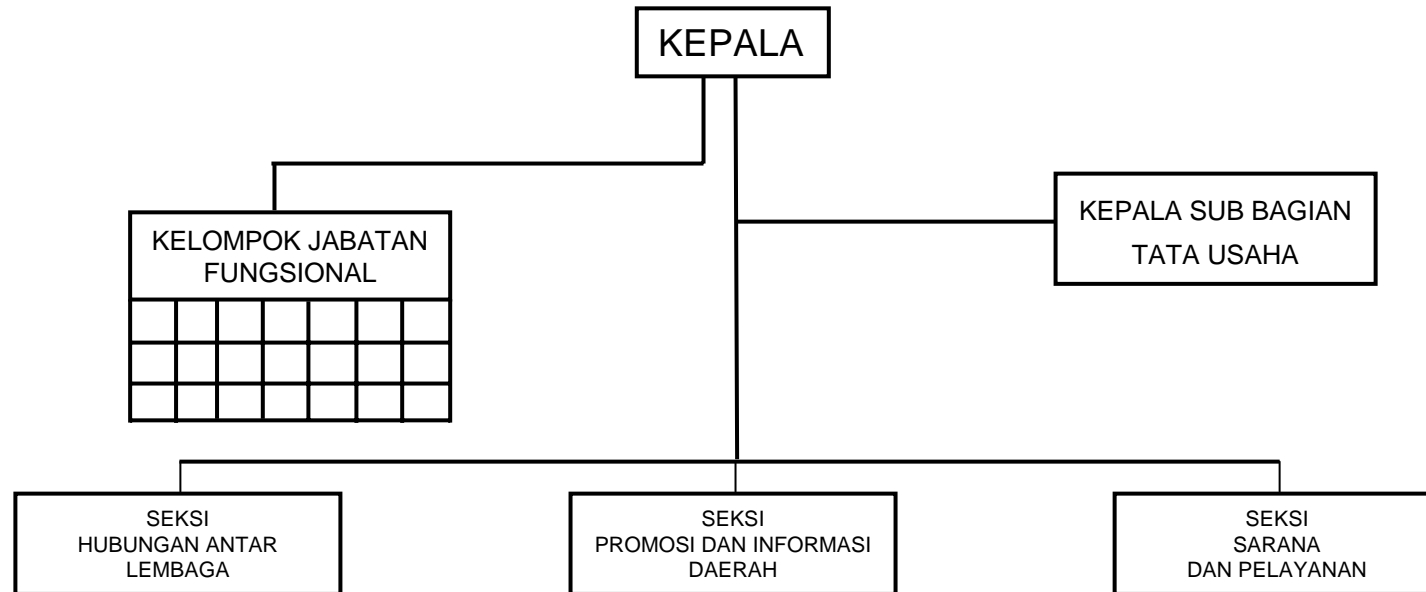 KEPALA
KELOMPOK JABATAN
FUNGSIONAL
KEPALA SUB BAGIAN
TATA USAHA
SEKSI
HUBUNGAN ANTAR
LEMBAGA
SEKSI
PROMOSI DAN INFORMASI
DAERAH
SEKSI
SARANA
DAN PELAYANAN